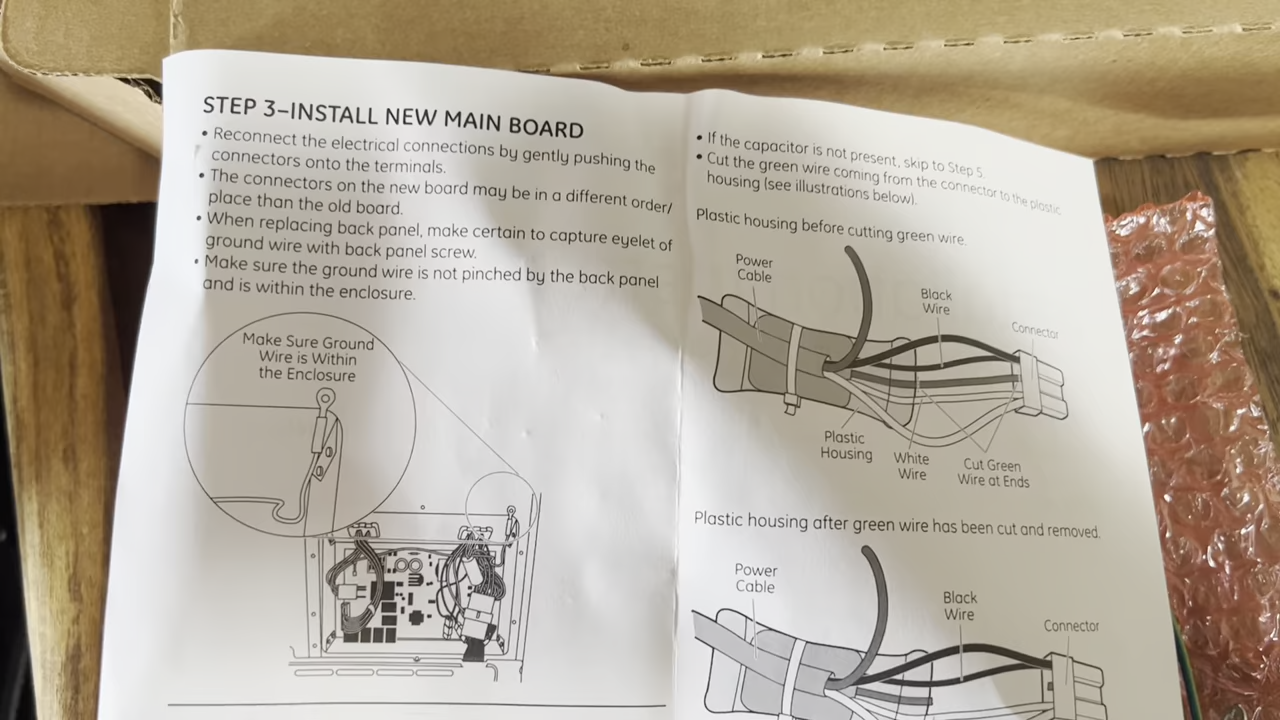 STEP 3–INSTALL NEW MAIN BOARD
• Reconnect the electrical connections by gently pushing the
connectors onto the terminals.
• The connectors on the new board may be in a different order/
place than the old board.
• When replacing back panel, make certain to capture eyelet of
ground wire with back panel screw.
• Make sure the ground wire is not pinched by the back panel
and is within the enclosure.
Make Sure Ground
Wire is Within
the Enclosure
• If the capacitor is not present, skip to Step 5.
• Cut the green wire coming from the connector to the plastic
housing (see illustrations below).
Plastic housing before cutting green wire.
Power
Cable
Black
Wire
Connector
Plastic
Housing
White
Wire
Cut Green
Wire at Ends
Plastic housing after green wire has been cut and removed.
Power
Cable
Black
Wire
Connector